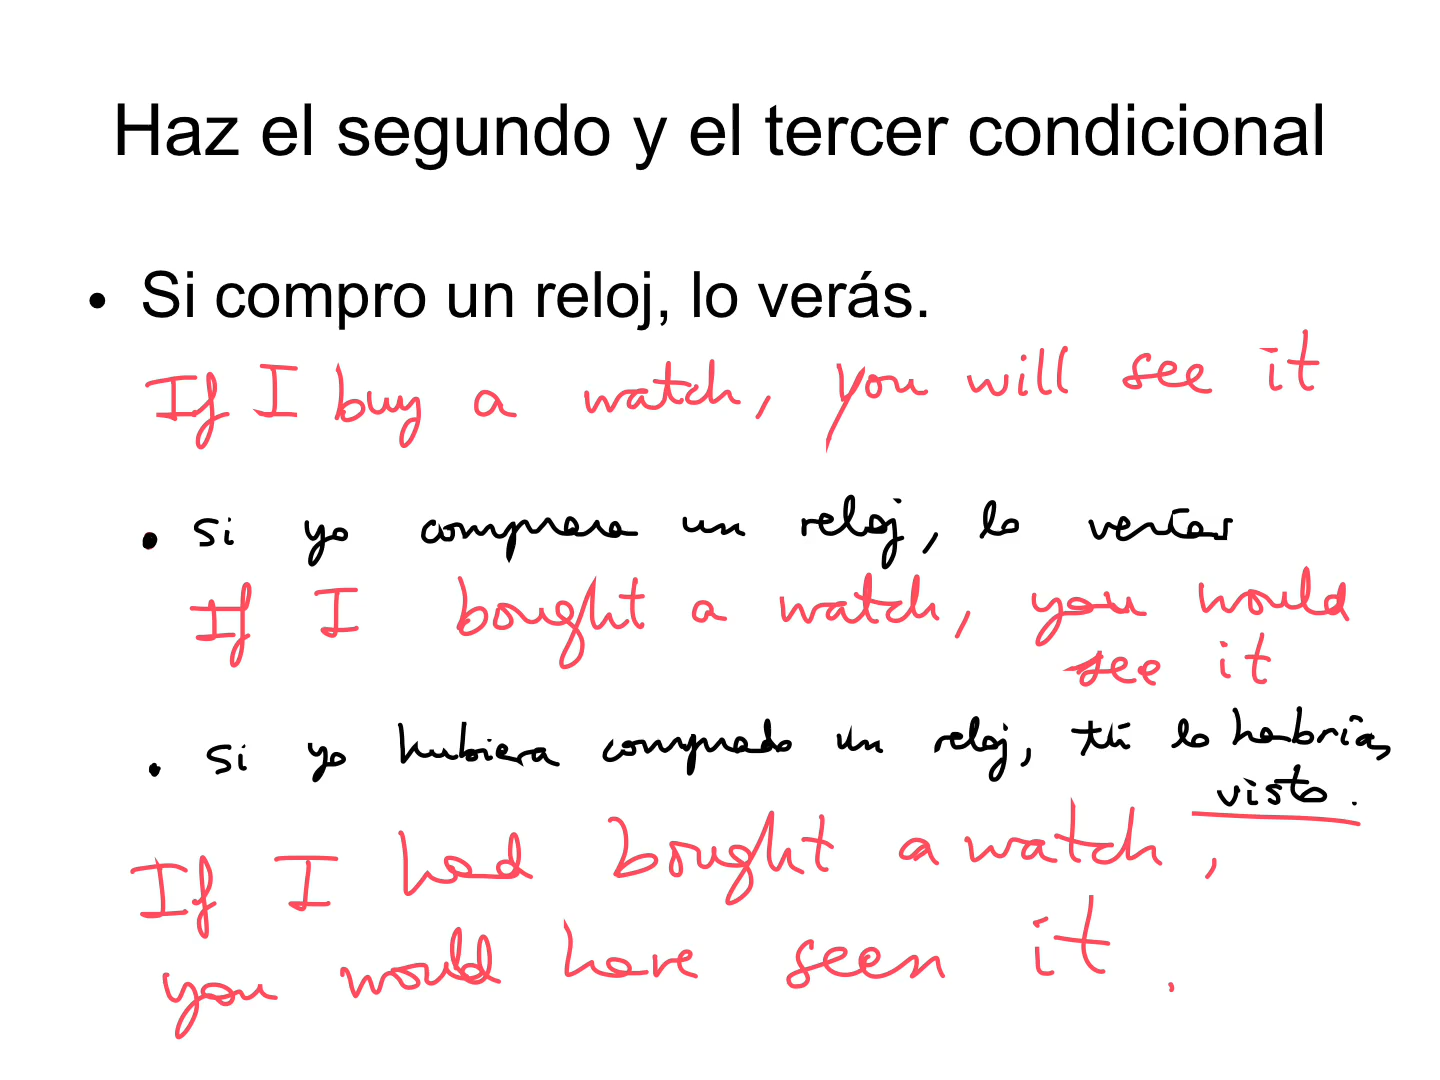 Haz el segundo y el tercer condicional
• Si compro un reloj, lo verás.
If I buy a watch, you will see it
• si yo comprara un reloj, lo verías
If I bought a watch, you would
see it
• si yo hubiera comprado un reloj, tú lo habrías
visto.
If I had bought a watch,
you would have seen it.